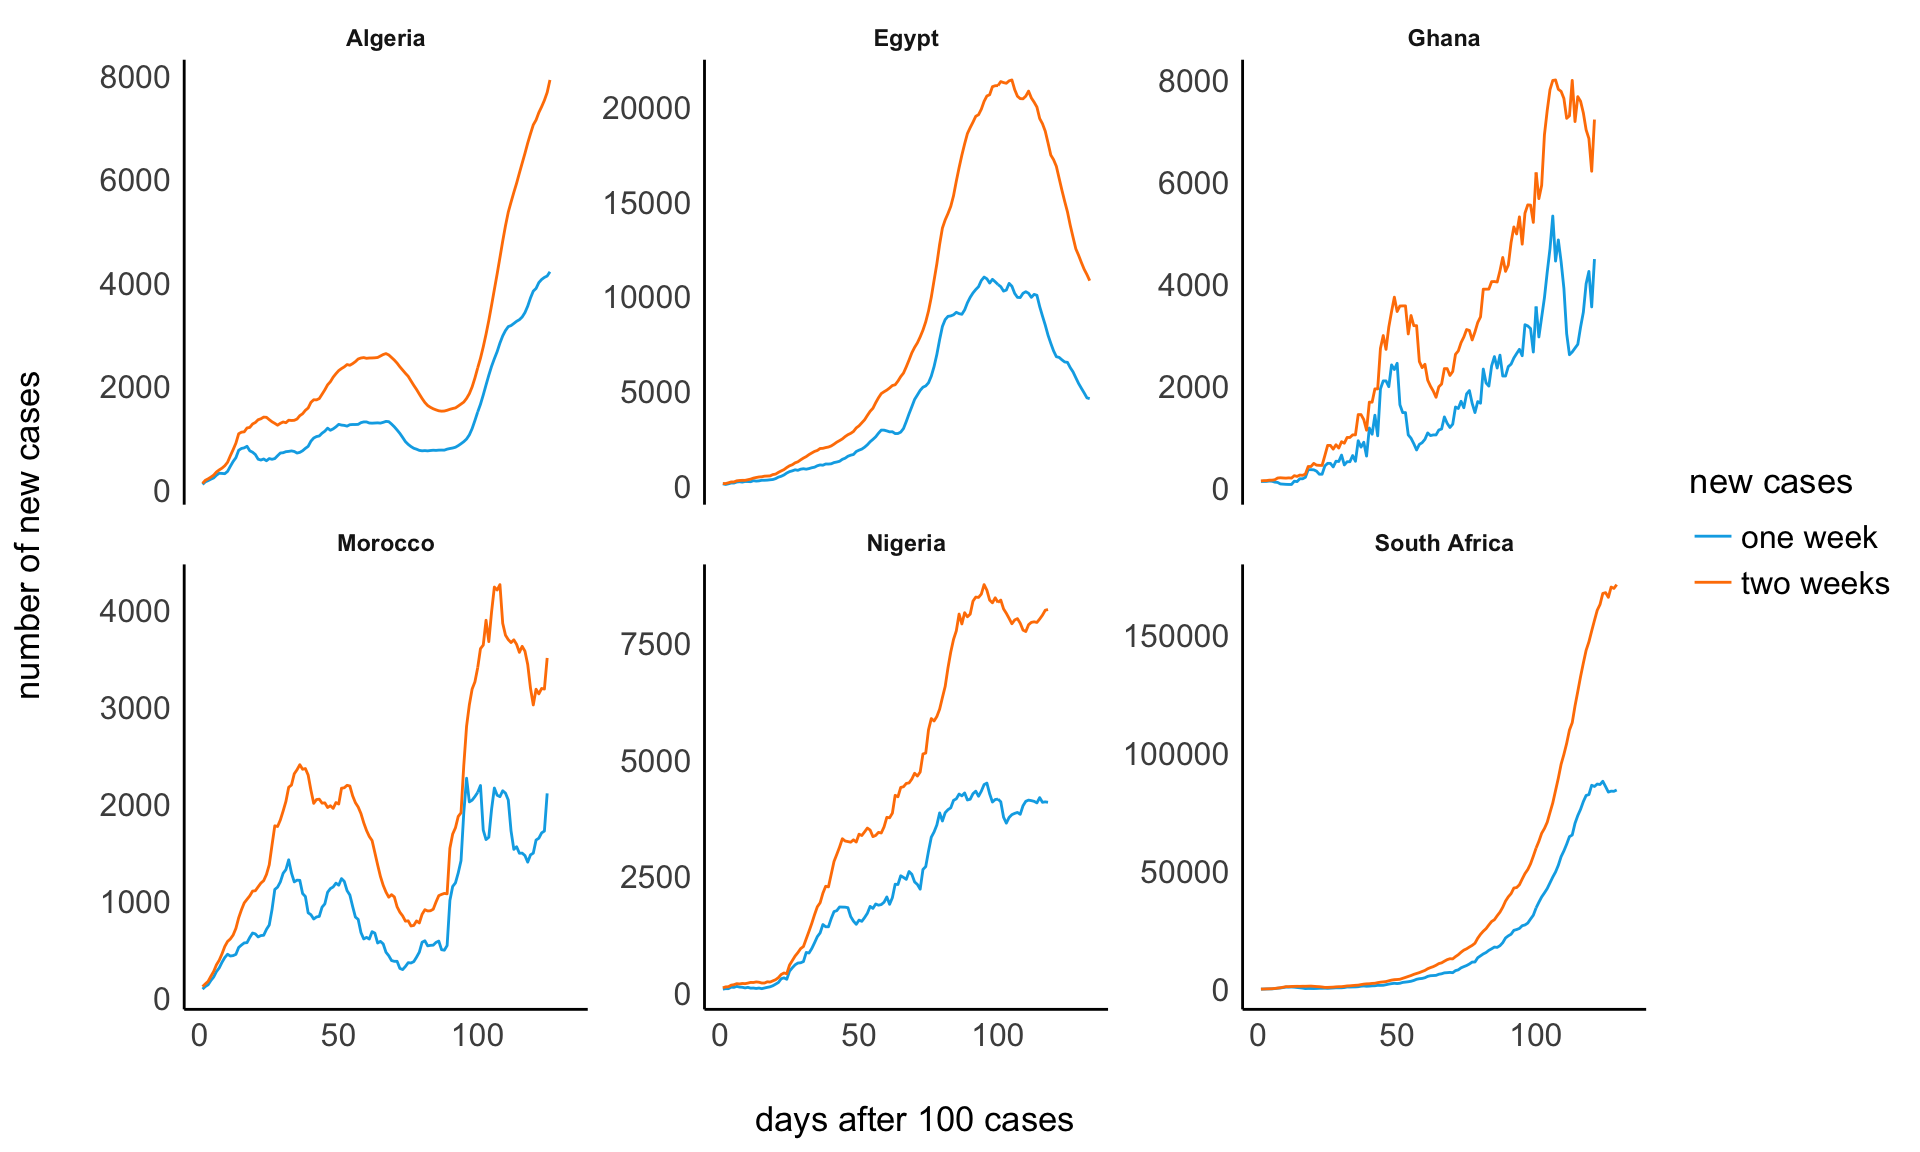 Algeria
Egypt
Ghana
8000
6000
4000
2000
0
20000
15000
10000
5000
0
8000
6000
4000
2000
0
number of new cases
Morocco
Nigeria
South Africa
4000
3000
2000
1000
0
7500
5000
2500
0
150000
100000
50000
0
0 50 100
0 50 100
0 50 100
days after 100 cases
new cases
one week
two weeks